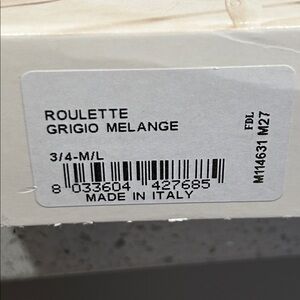 ROULETTE
GRIGIO MELANGE
3/4-M/L
8 033604 427685
MADE IN ITALY
FDL
M114631 M27